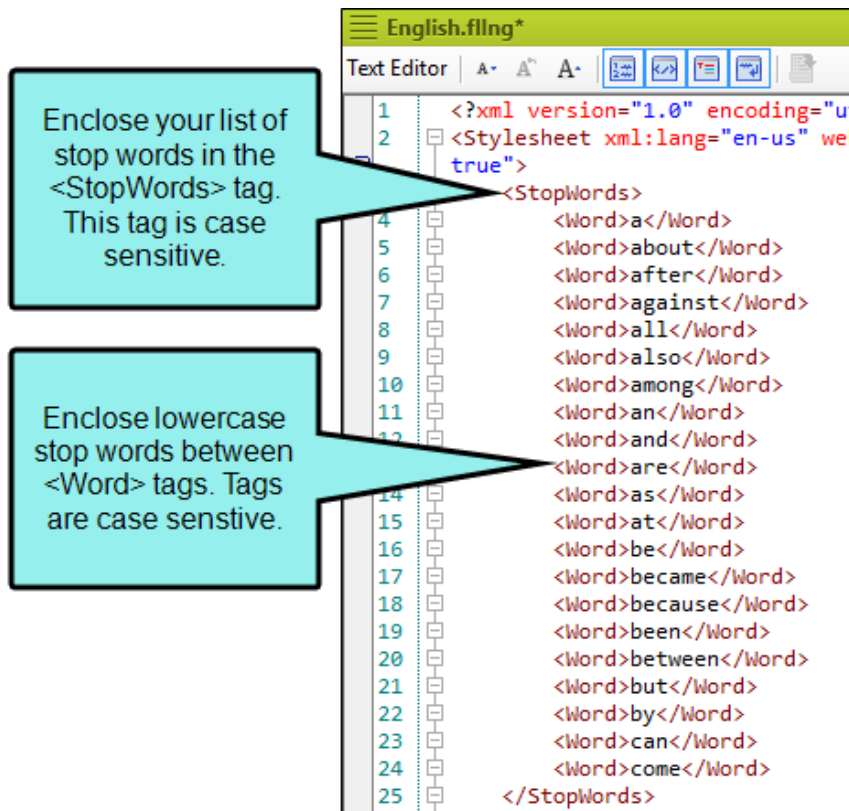 English.fllng*
Text Editor
Enclose your list of
stop words in the
<StopWords> tag.
This tag is case
sensitive.
Enclose lowercase
stop words between
<Word> tags. Tags
are case senstive.
1 <?xml version="1.0" encoding="u
2 <Stylesheet xml:lang="en-us" we
true">
<StopWords>
4 <Word>a</Word>
5 <Word>about</Word>
6 <Word>after</Word>
7 <Word>against</Word>
8 <Word>all</Word>
9 <Word>also</Word>
10 <Word>among</Word>
11 <Word>an</Word>
12 <Word>and</Word>
<Word>are</Word>
14 <Word>as</Word>
15 <Word>at</Word>
16 <Word>be</Word>
17 <Word>became</Word>
18 <Word>because</Word>
19 <Word>been</Word>
20 <Word>between</Word>
21 <Word>but</Word>
22 <Word>by</Word>
23 <Word>can</Word>
24 <Word>come</Word>
25 </StopWords>